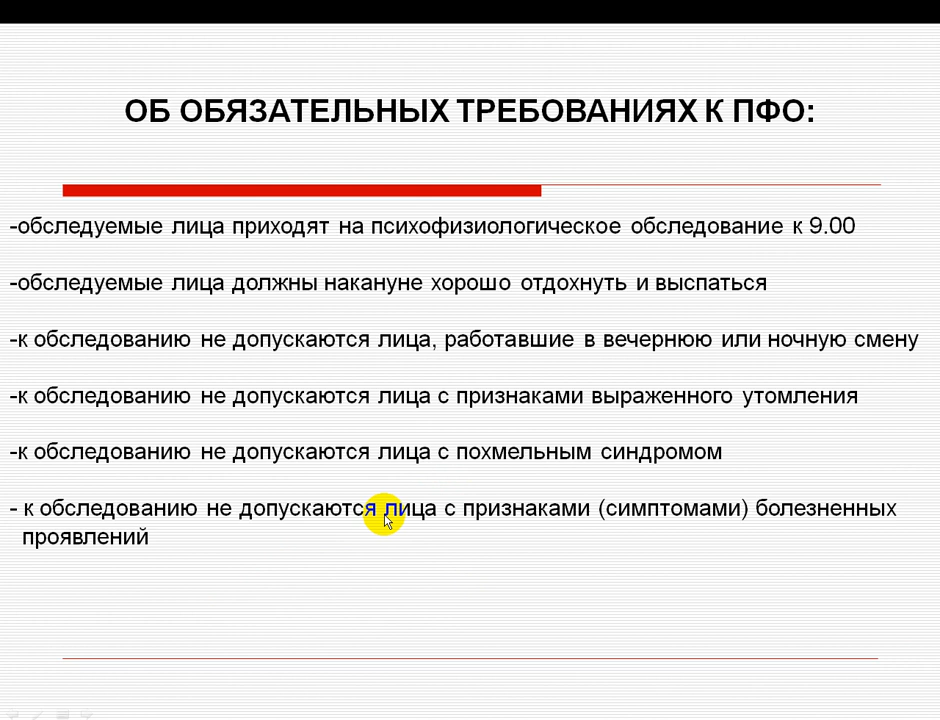 ОБ ОБЯЗАТЕЛЬНЫХ ТРЕБОВАНИЯХ К ПФО:
-обследуемые лица приходят на психофизиологическое обследование к 9.00
-обследуемые лица должны накануне хорошо отдохнуть и выспаться
-к обследованию не допускаются лица, работавшие в вечернюю или ночную смену
-к обследованию не допускаются лица с признаками выраженного утомления
-к обследованию не допускаются лица с похмельным синдромом
- к обследованию не допускаются лица с признаками (симптомами) болезненных
проявлений